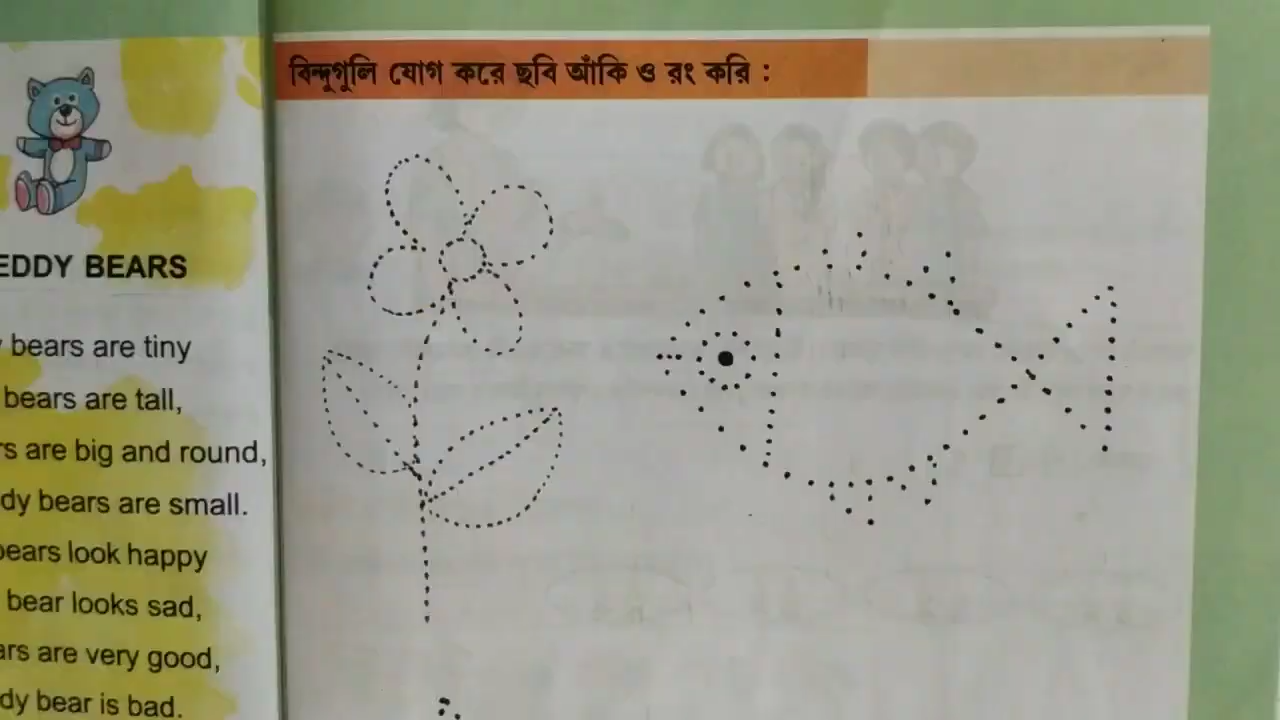 EDDY BEARS
bears are tiny
bears are tall,
rs are big and round,
dy bears are small.
bears look happy
bear looks sad,
ars are very good,
dy bear is bad.
বিন্দুগুলি যোগ করে ছবি আঁকি ও রং করি :